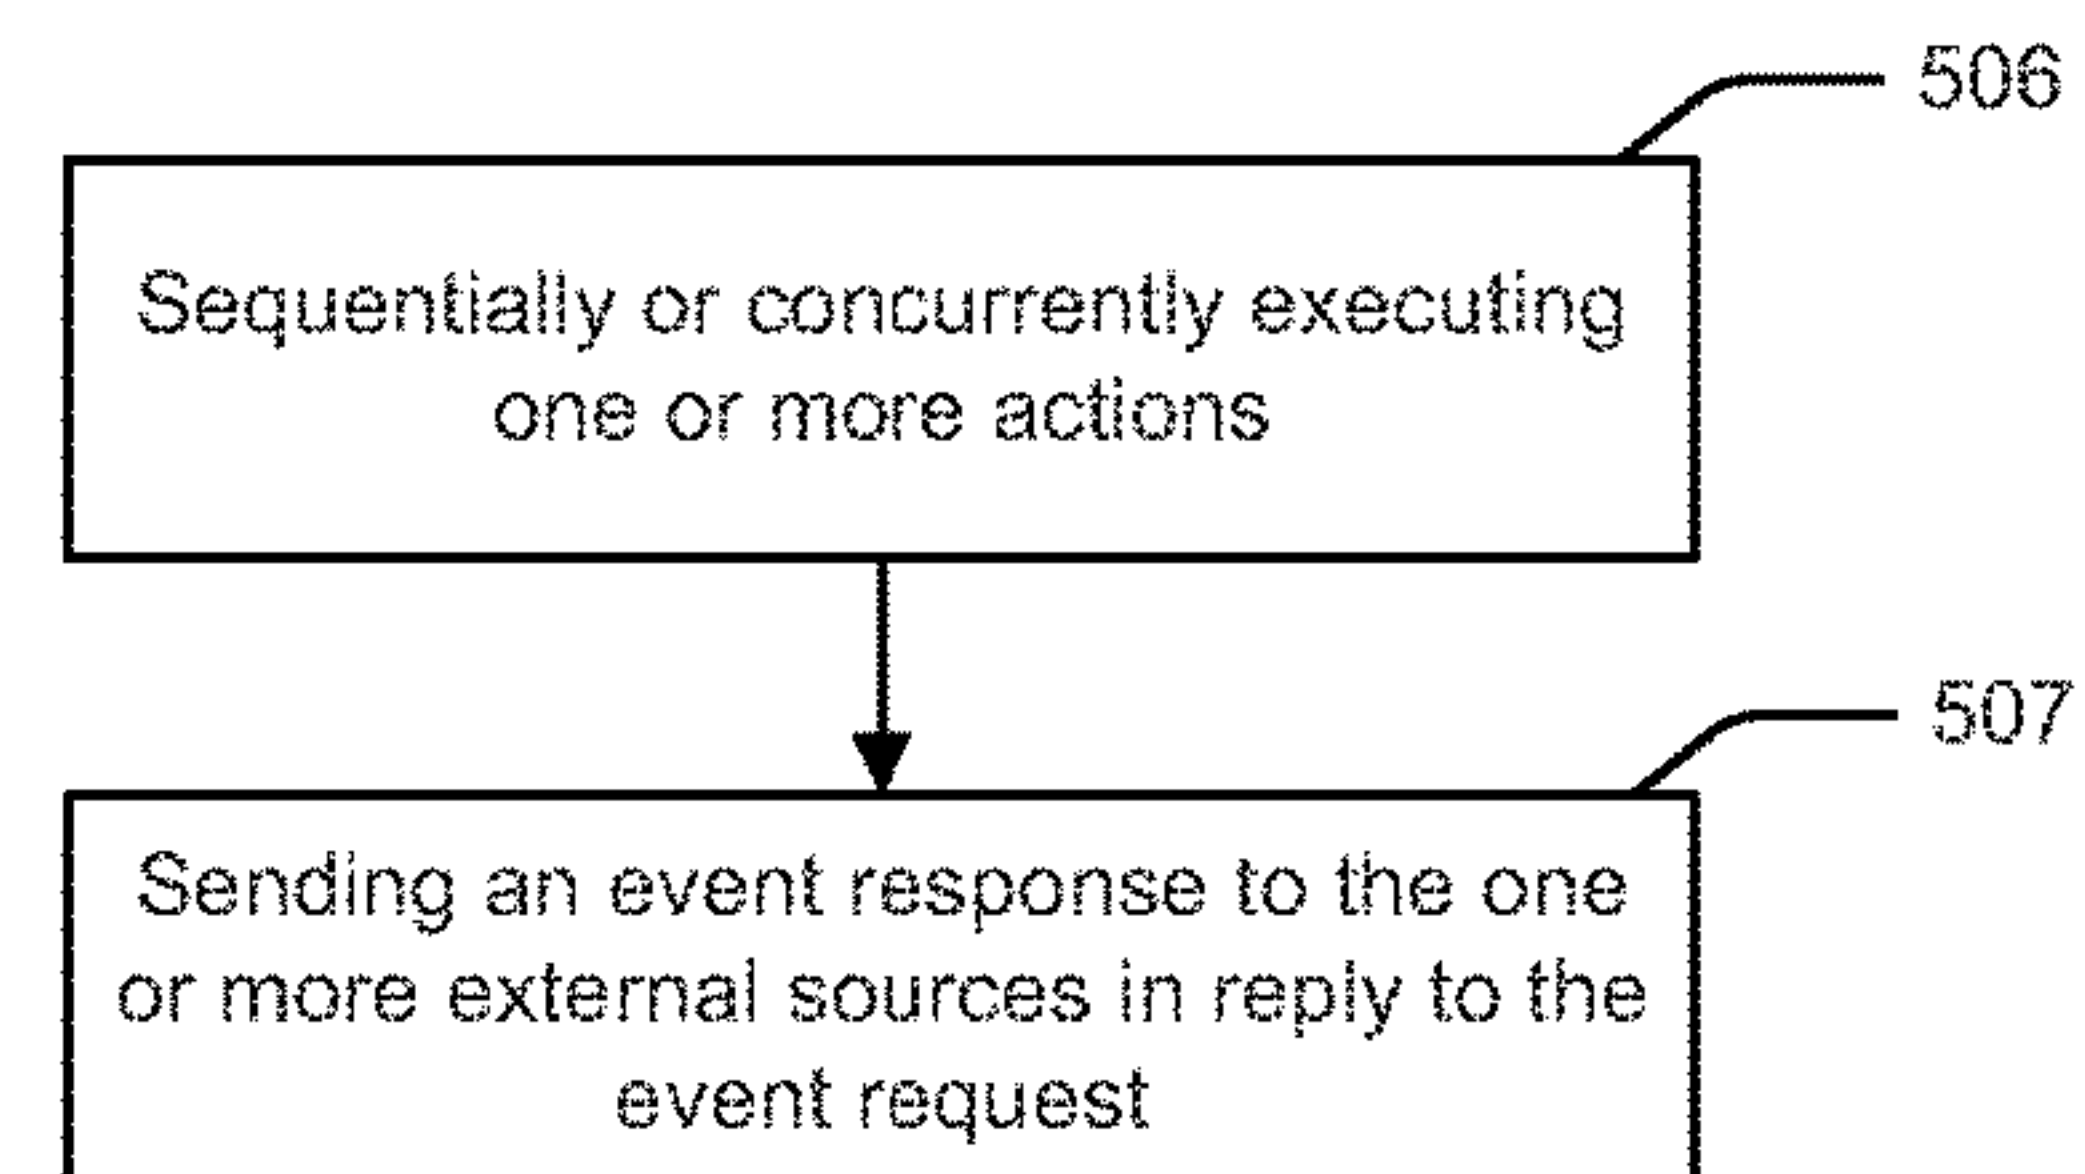 506
Sequentially or concurrently executing
one or more actions
507
Sending an event response to the one
or more external sources in reply to the
event request